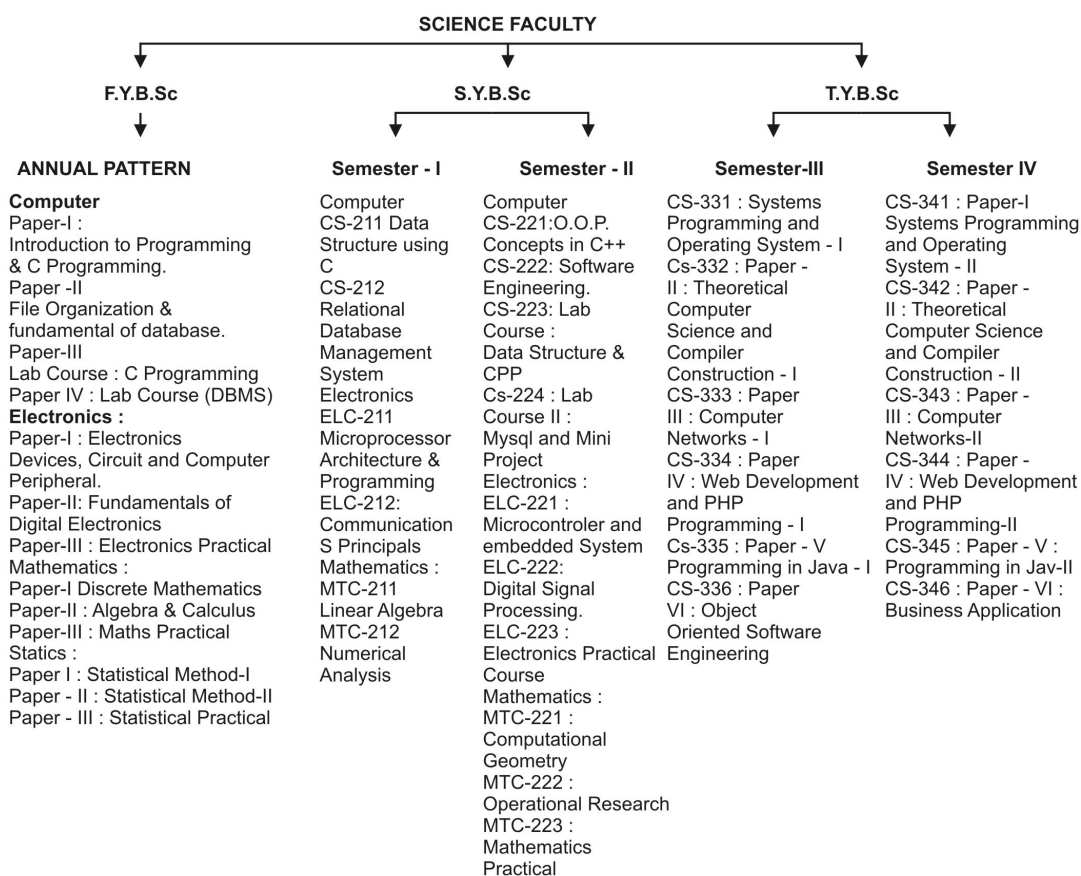 SCIENCE FACULTY
F.Y.B.Sc
S.Y.B.Sc
T.Y.B.Sc
ANNUAL PATTERN
Computer
Paper-I :
Introduction to Programming
& C Programming.
Paper -II
File Organization &
fundamental of database.
Paper-III
Lab Course : C Programming
Paper IV : Lab Course (DBMS)
Electronics :
Paper-I : Electronics
Devices, Circuit and Computer
Peripheral.
Paper-II: Fundamentals of
Digital Electronics
Paper-III : Electronics Practical
Mathematics :
Paper-I Discrete Mathematics
Paper-II : Algebra & Calculus
Paper-III : Maths Practical
Statics :
Paper I : Statistical Method-I
Paper - II : Statistical Method-II
Paper - III : Statistical Practical
Semester - I
Computer
CS-211 Data
Structure using
C
CS-212
Relational
Database
Management
System
Electronics
ELC-211
Microprocessor
Architecture &
Programming
ELC-212:
Communication
S Principals
Mathematics :
MTC-211
Linear Algebra
MTC-212
Numerical
Analysis
Semester - II
Computer
CS-221:O.O.P.
Concepts in C++
CS-222: Software
Engineering.
CS-223: Lab
Course :
Data Structure &
CPP
Cs-224 : Lab
Course II :
Mysql and Mini
Project
Electronics :
ELC-221 :
Microcontroler and
embedded System
ELC-222:
Digital Signal
Processing.
ELC-223 :
Electronics Practical
Course
Mathematics :
MTC-221 :
Computational
Geometry
MTC-222 :
Operational Research
MTC-223 :
Mathematics
Practical
Semester-III
CS-331 : Systems
Programming and
Operating System - I
Cs-332 : Paper -
II : Theoretical
Computer
Science and
Compiler
Construction - I
CS-333 : Paper
III : Computer
Networks - I
CS-334 : Paper
IV : Web Development
and PHP
Programming - I
Cs-335 : Paper - V
Programming in Java - I
CS-336 : Paper
VI : Object
Oriented Software
Engineering
Semester IV
CS-341 : Paper-I
Systems Programming
and Operating
System - II
CS-342 : Paper -
II : Theoretical
Computer Science
and Compiler
Construction - II
CS-343 : Paper -
III : Computer
Networks-II
CS-344 : Paper -
IV : Web Development
and PHP
Programming-II
CS-345 : Paper - V :
Programming in Jav-II
CS-346 : Paper - VI :
Business Application